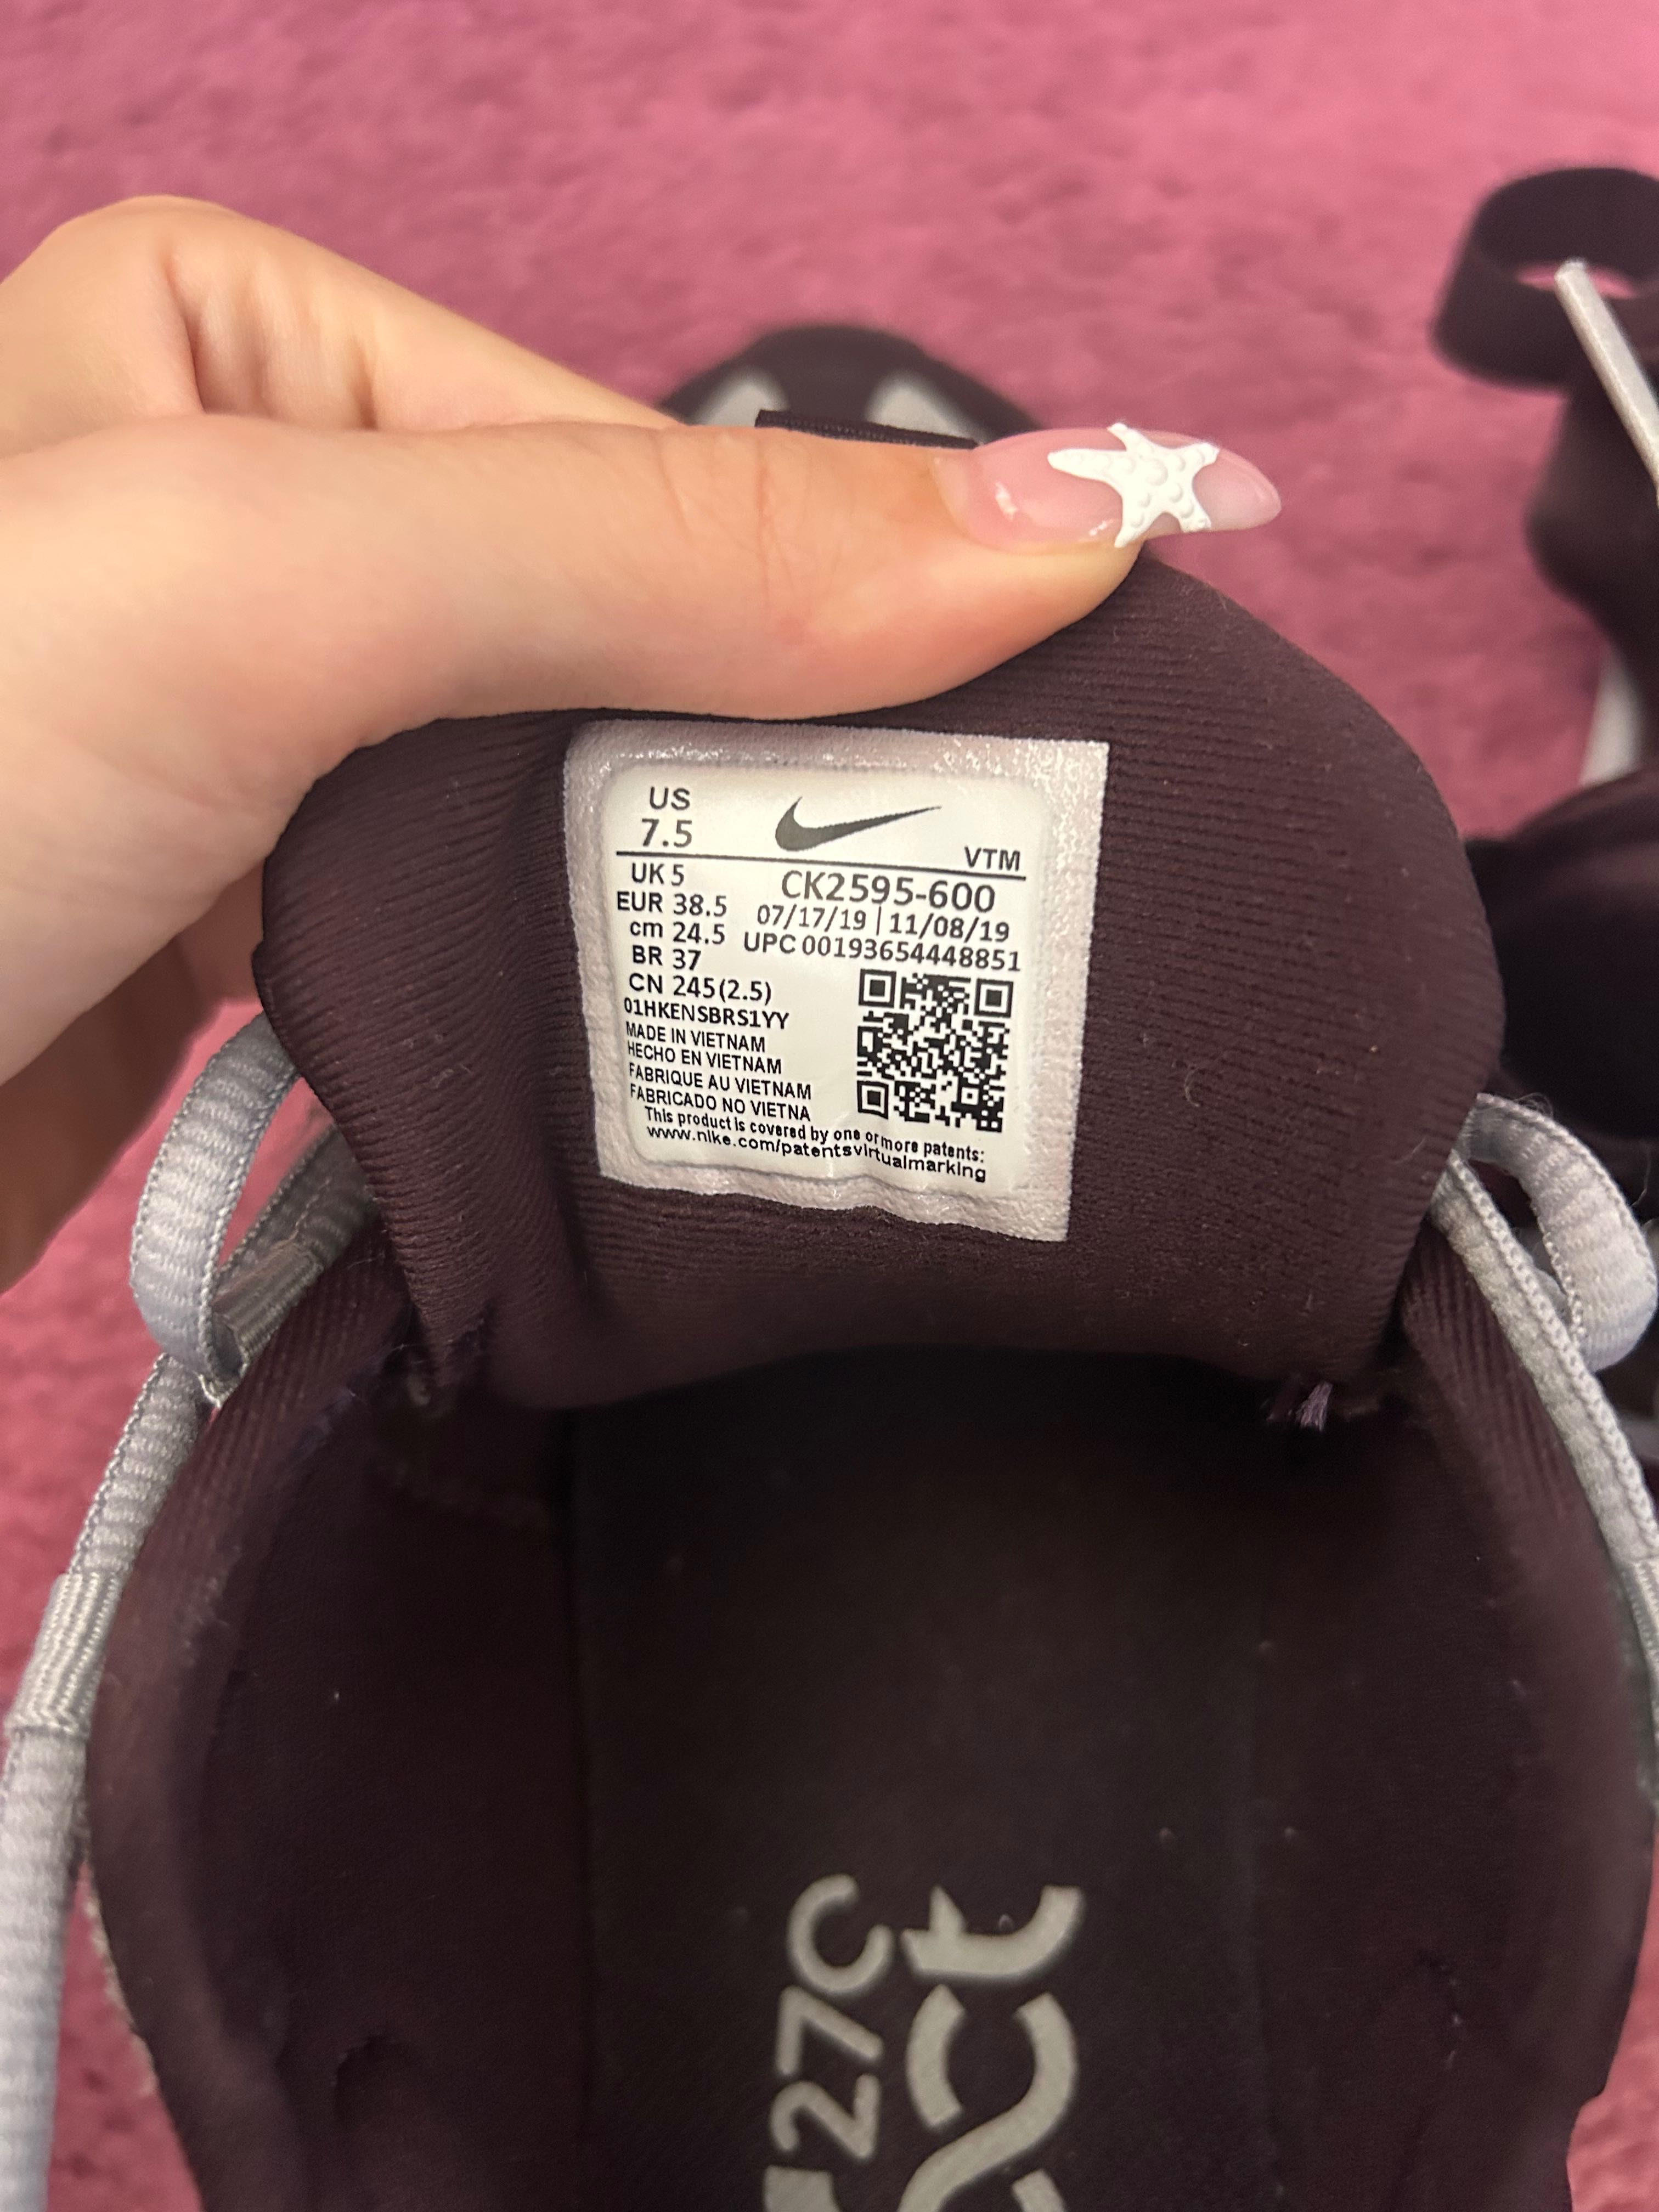 US
7.5
VTM
UK 5
CK2595-600
EUR 38.5
07/17/19 | 11/08/19
cm 24.5
UPC 00193654448851
BR 37
CN 245(2.5)
01HKENSBRS1YY
MADE IN VIETNAM
HECHO EN VIETNAM
FABRIQUE AU VIETNAM
FABRICADO NO VIETNA
This product is covered by one or more patents:
www.nike.com/patentsvirtualmarking
27C
ct